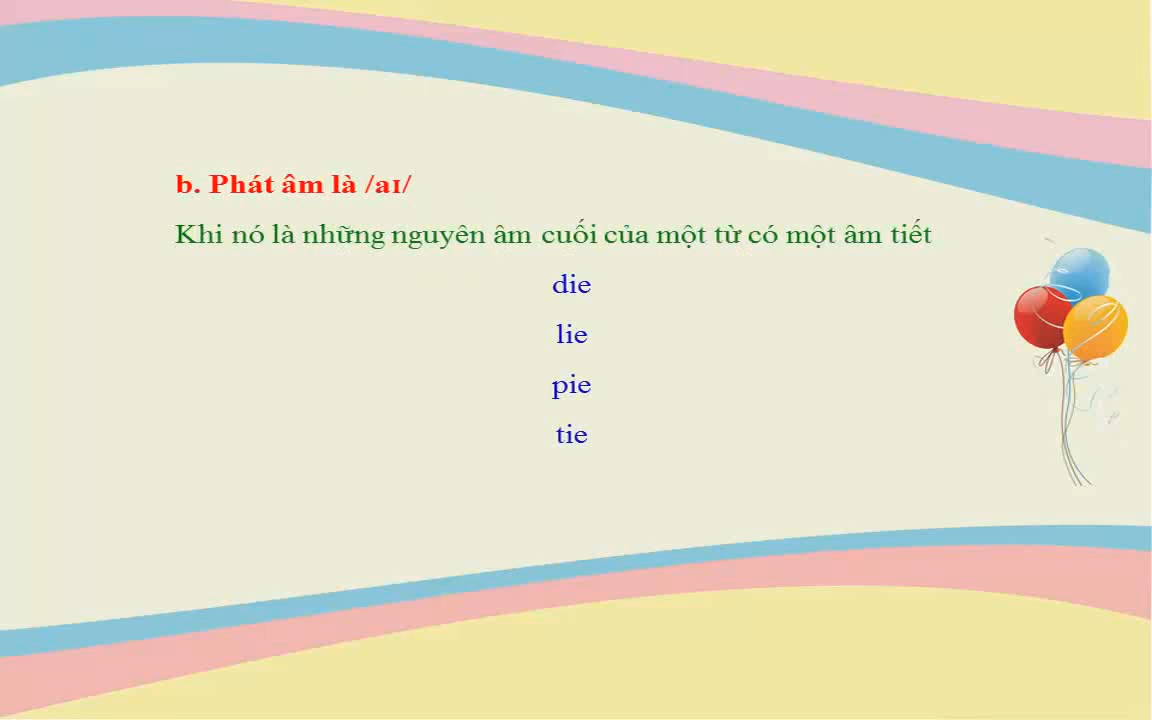 b. Phát âm là /aɪ/
Khi nó là những nguyên âm cuối của một từ có một âm tiết
die
lie
pie
tie